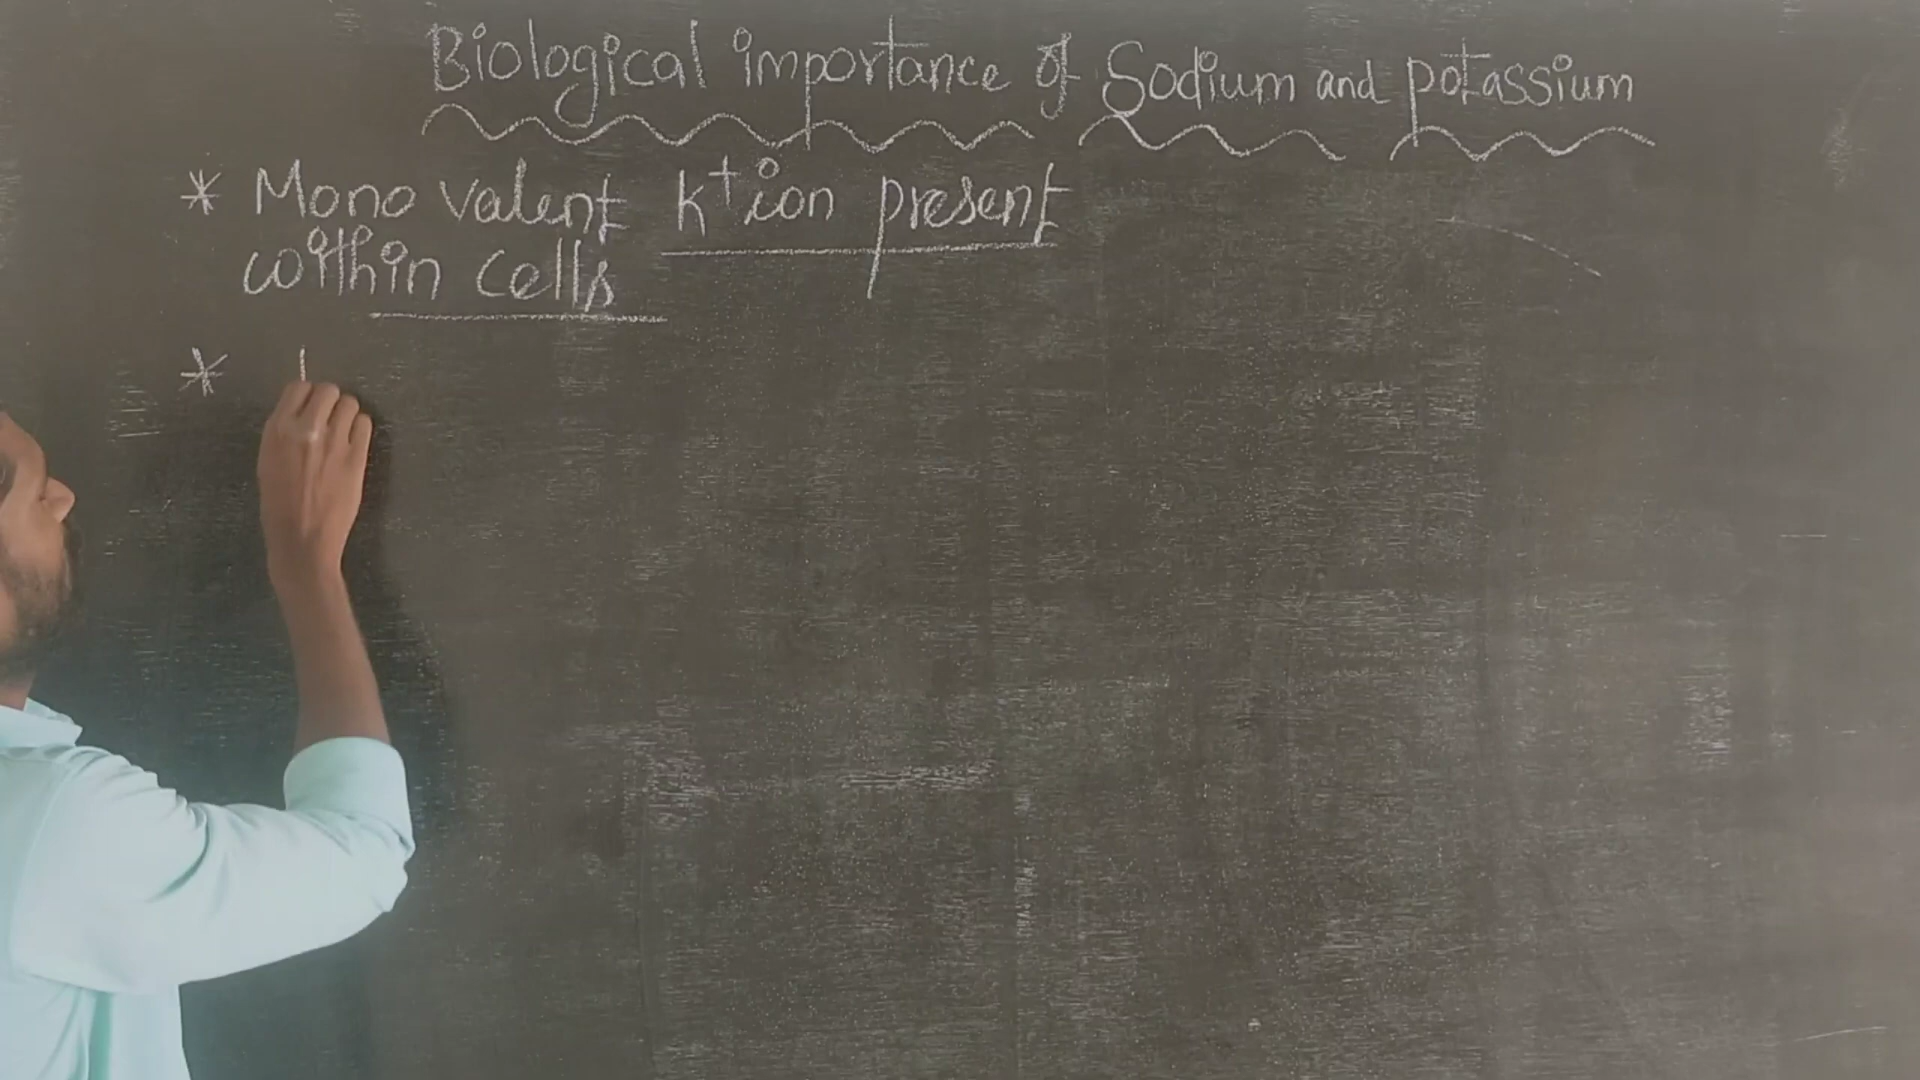 Biological importance of Sodium and potassium
* Mono valent k⁺ ion present
within cells
*